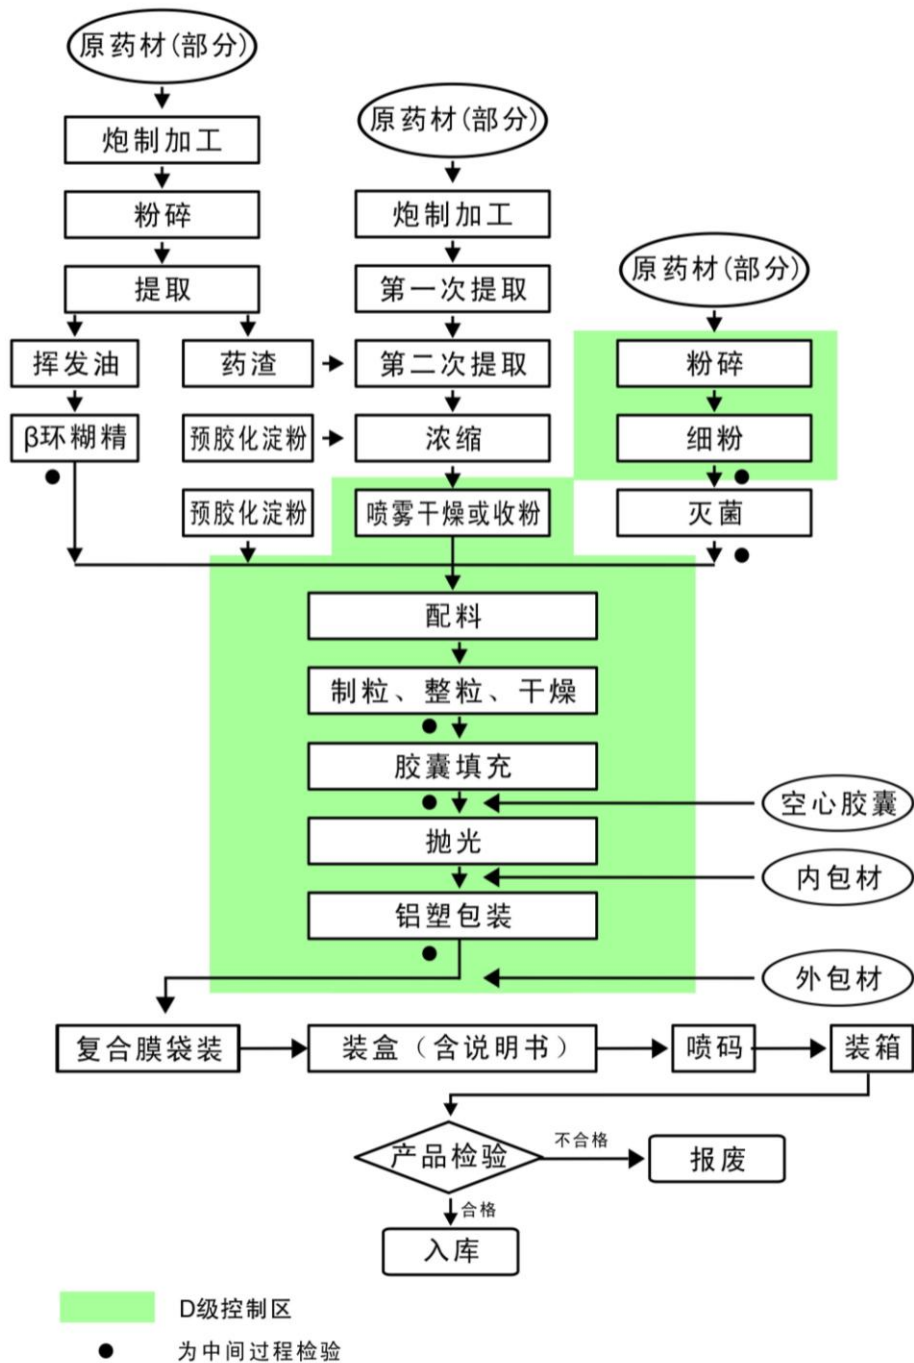 原药材(部分)
炮制加工
粉碎
提取
挥发油
药渣
β环糊精
预胶化淀粉
预胶化淀粉
原药材(部分)
炮制加工
第一次提取
第二次提取
浓缩
喷雾干燥或收粉
原药材(部分)
粉碎
细粉
灭菌
配料
制粒、整粒、干燥
胶囊填充
空心胶囊
抛光
内包材
铝塑包装
外包材
复合膜袋装
装盒（含说明书）
喷码
装箱
产品检验
不合格
报废
合格
入库
D级控制区
为中间过程检验